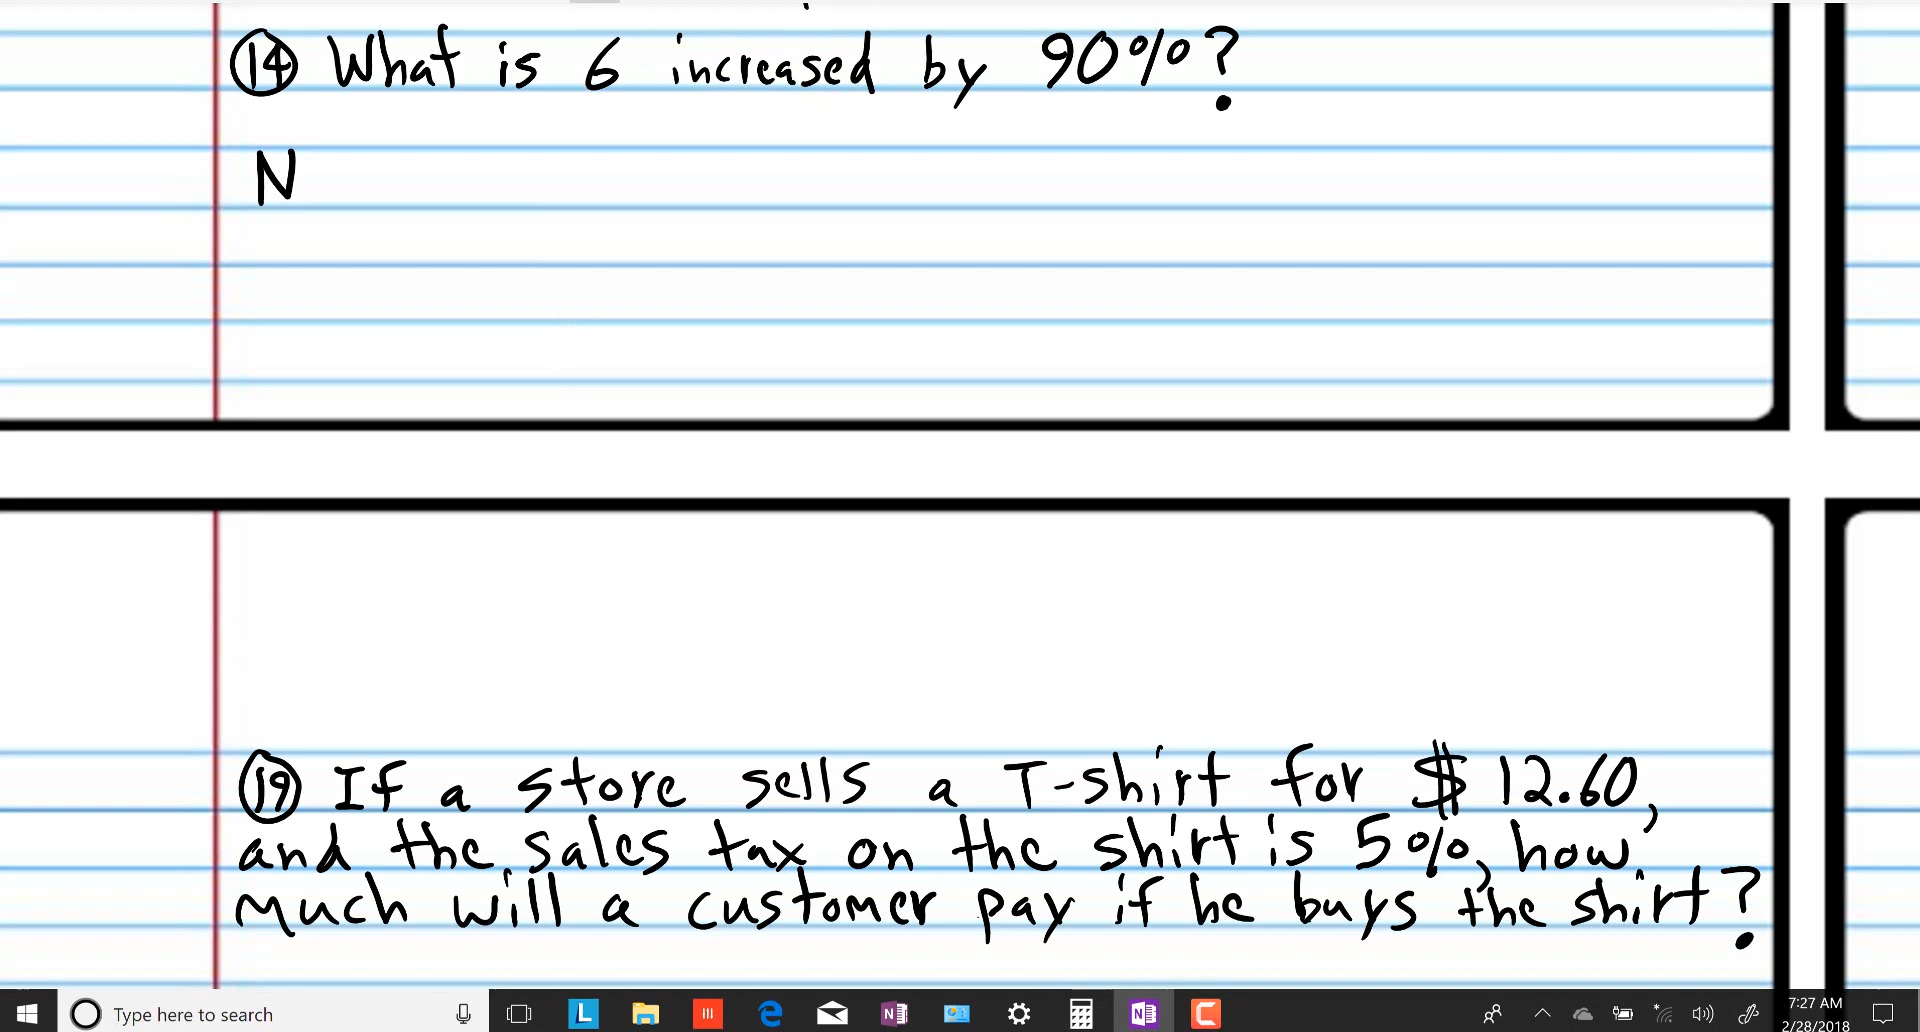 14 What is 6 increased by 90%?
N
19 If a store sells a T-shirt for $12.60,
and the sales tax on the shirt is 5%, how
much will a customer pay if he buys the shirt?
Type here to search
7:27 AM
2/28/2018